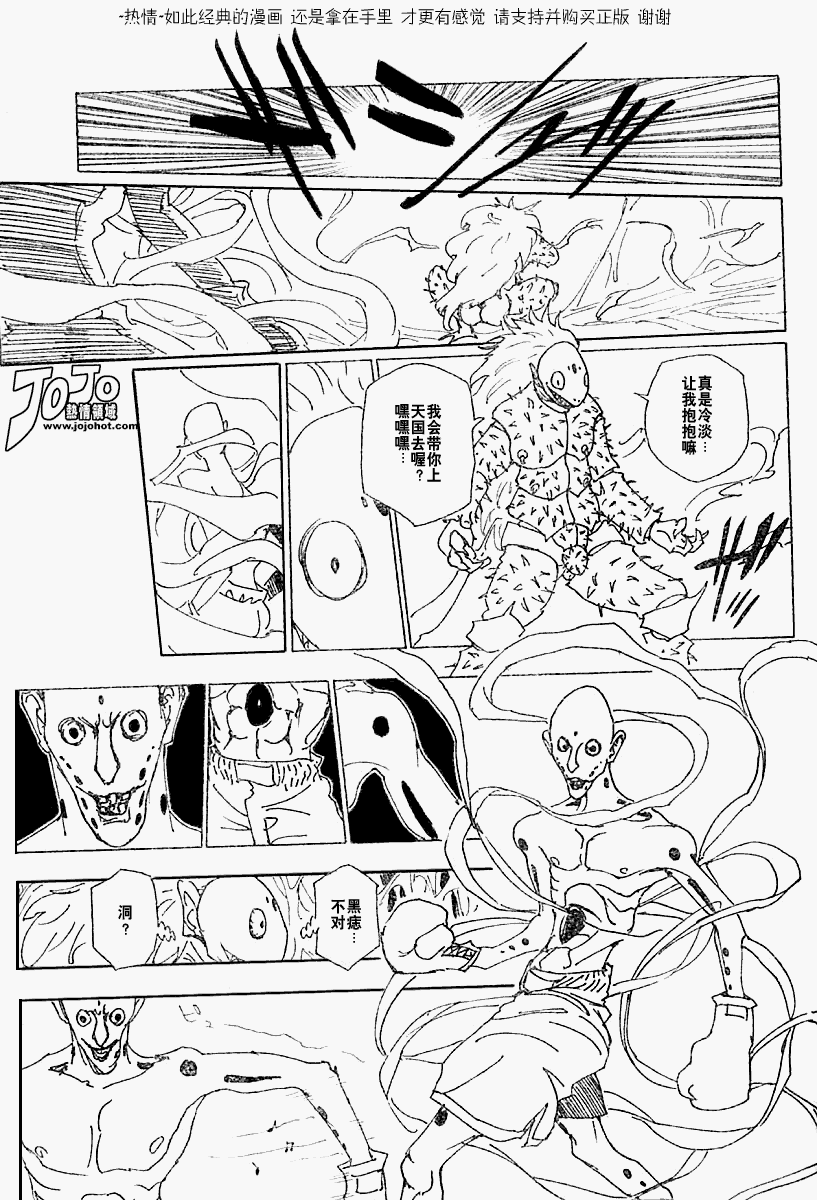 -热情-如此经典的漫画 还是拿在手里 才更有感觉 请支持并购买正版 谢谢
JOJO
热情领域
www.jojohot.com
真是冷淡…
让我抱抱嘛
我会带你上
天国去喔？
嘿嘿嘿…
黑痣…
不对
洞？